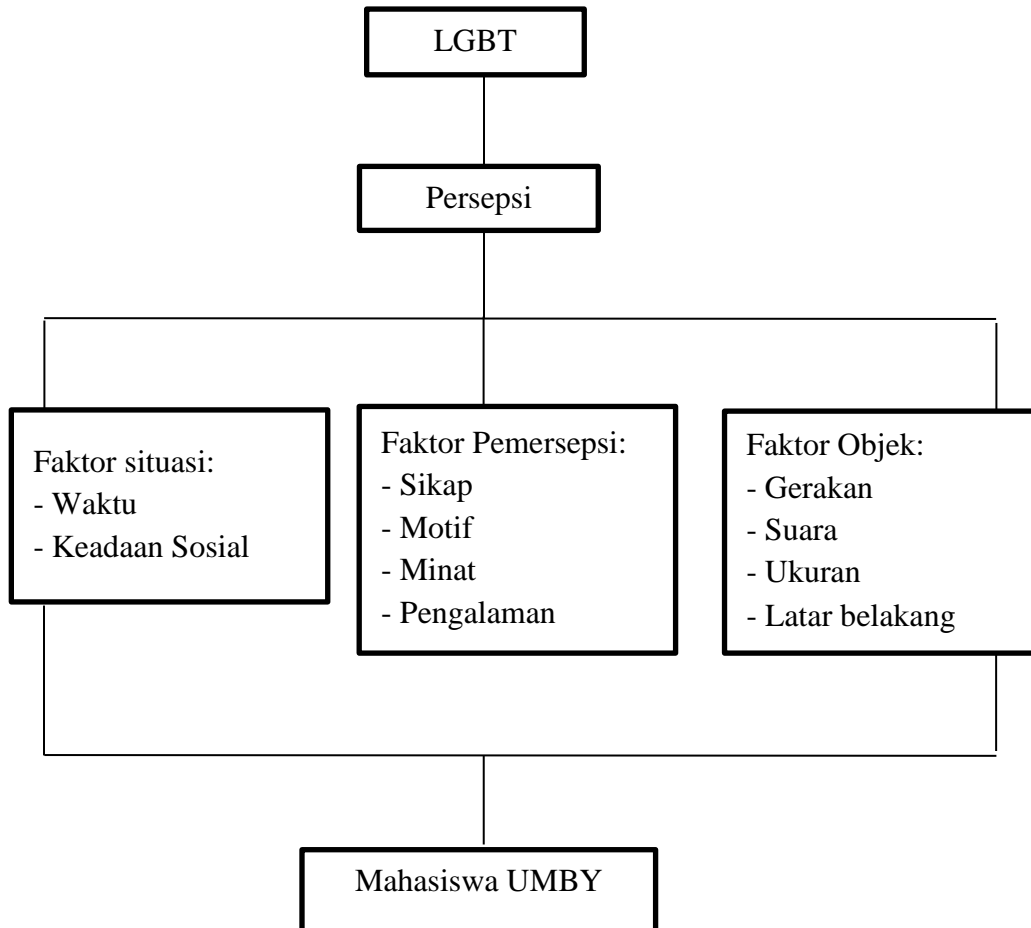 LGBT
Persepsi
Faktor situasi:
- Waktu
- Keadaan Sosial
Faktor Pemersepsi:
- Sikap
- Motif
- Minat
- Pengalaman
Faktor Objek:
- Gerakan
- Suara
- Ukuran
- Latar belakang
Mahasiswa UMBY